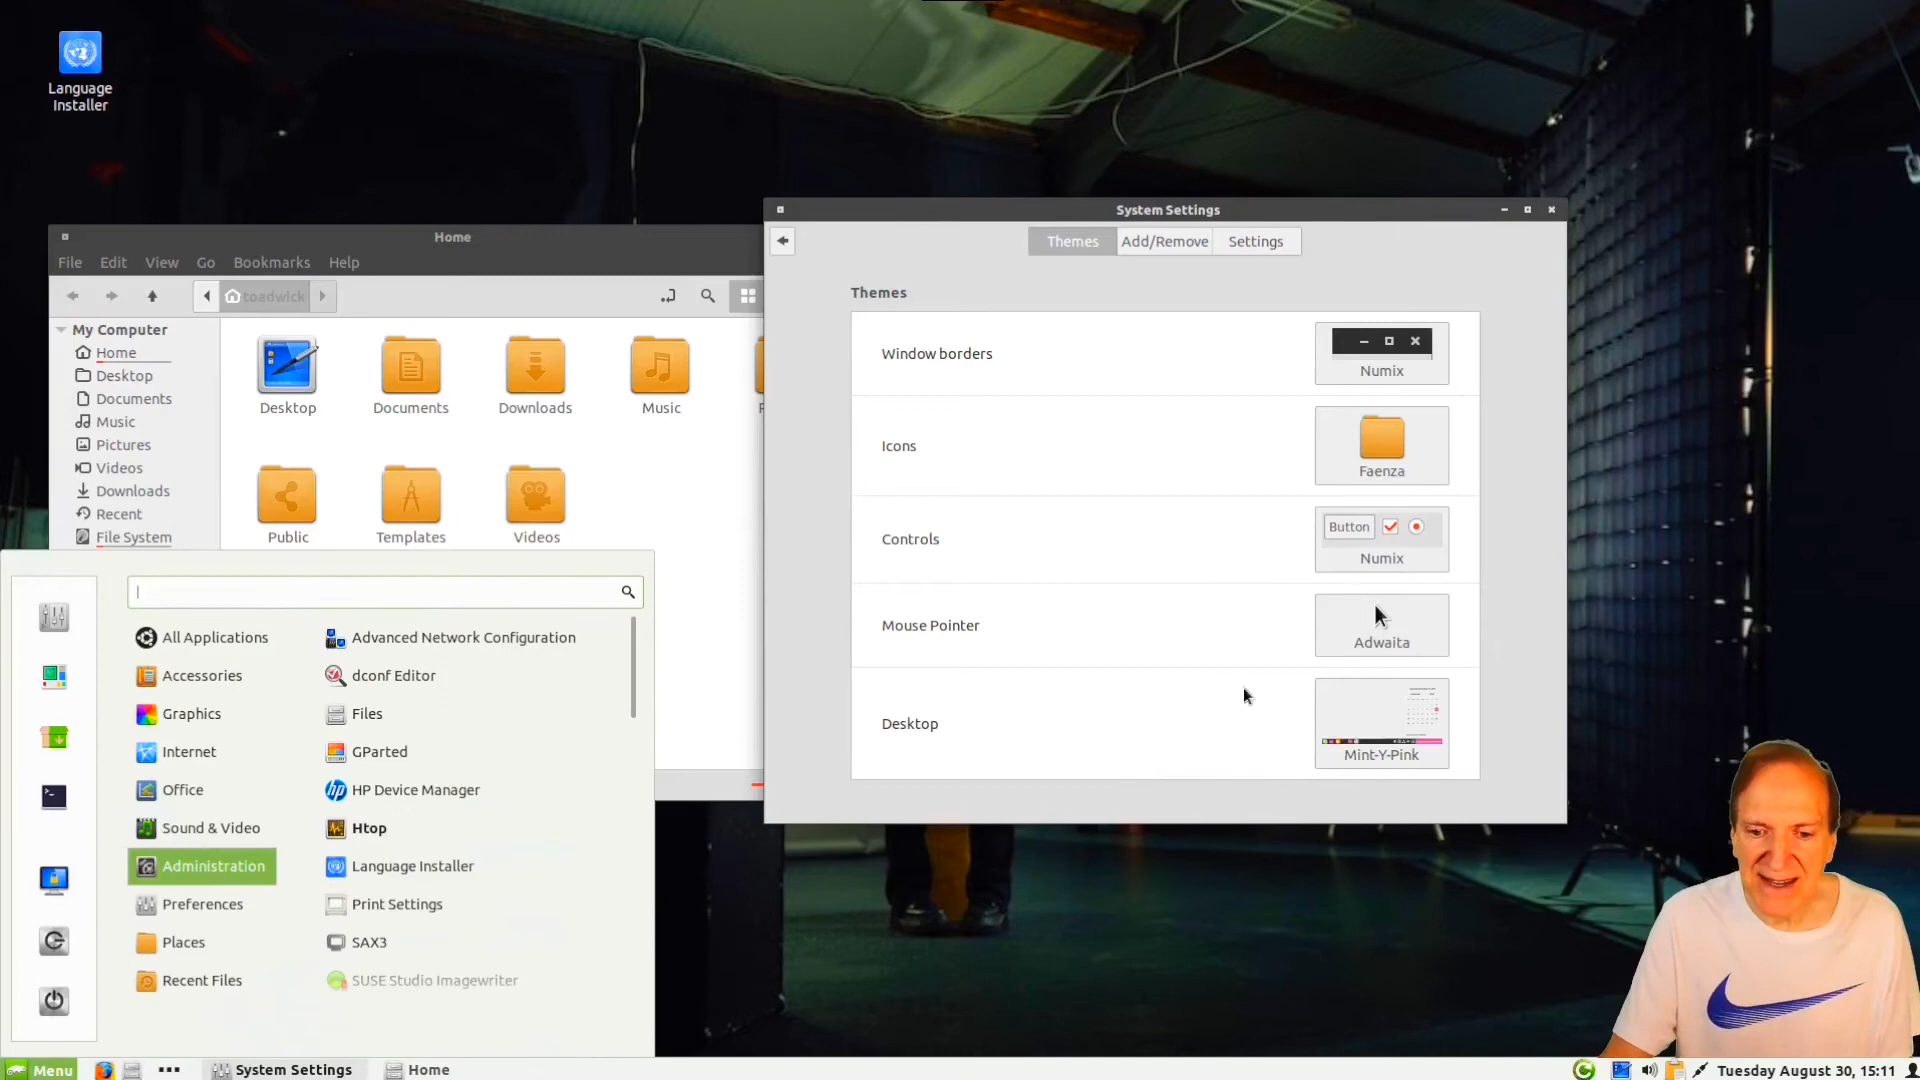 Language
Installer
System Settings
Themes
Add/Remove
Settings
Themes
Window borders
Numix
Icons
Faenza
Controls
Button
Numix
Mouse Pointer
Adwaita
Desktop
Mint-Y-Pink
Home
File Edit View Go Bookmarks Help
toadwick
My Computer
Home
Desktop
Documents
Music
Pictures
Videos
Downloads
Recent
File System
Desktop
Documents
Downloads
Music
Public
Templates
Videos
All Applications
Accessories
Graphics
Internet
Office
Sound & Video
Administration
Preferences
Places
Recent Files
Advanced Network Configuration
dconf Editor
Files
GParted
HP Device Manager
Htop
Language Installer
Print Settings
SAX3
SUSE Studio Imagewriter
Menu
System Settings
Home
Tuesday August 30, 15:11